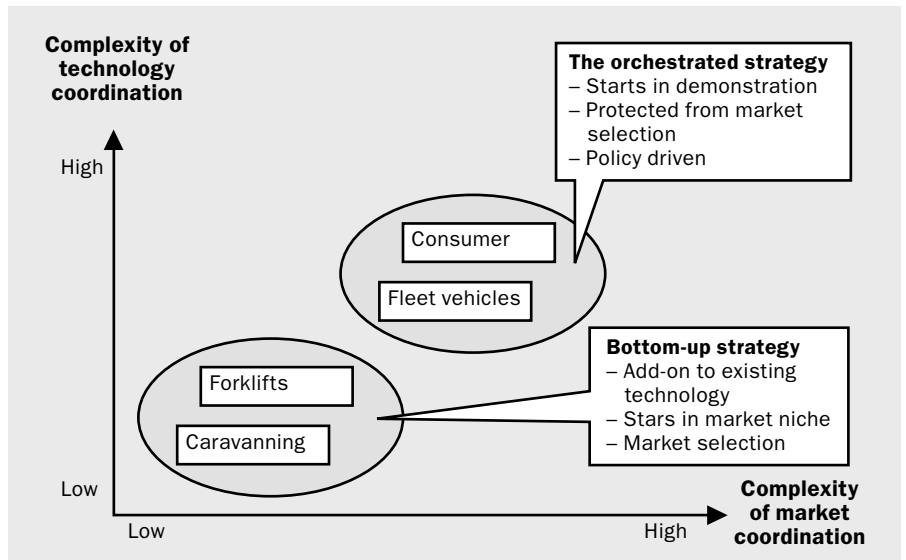 Complexity of
technology
coordination
High
Low
The orchestrated strategy
– Starts in demonstration
– Protected from market
selection
– Policy driven
Consumer
Fleet vehicles
Forklifts
Caravanning
Bottom-up strategy
– Add-on to existing
technology
– Stars in market niche
– Market selection
Low
High
Complexity
of market
coordination